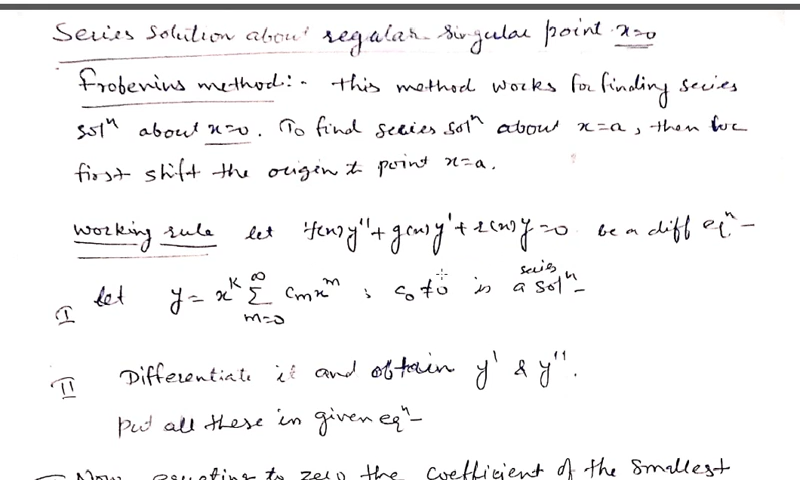 Series solution about regular singular point x=0
Frobenius method:- This method works for finding series
solⁿ about x=0. To find series solⁿ about x=a, then we
first shift the origin to point x=a.
Working rule let f(x)y''+g(x)y'+r(x)y=0 be a diff eqⁿ-
I let y = x^k ∞∑m=0 cₘxᵐ ; c₀≠0 is a series solⁿ-
II Differentiate it and obtain y' & y''.
Put all these in given eqⁿ-
Now equating to zero the coefficient of the smallest